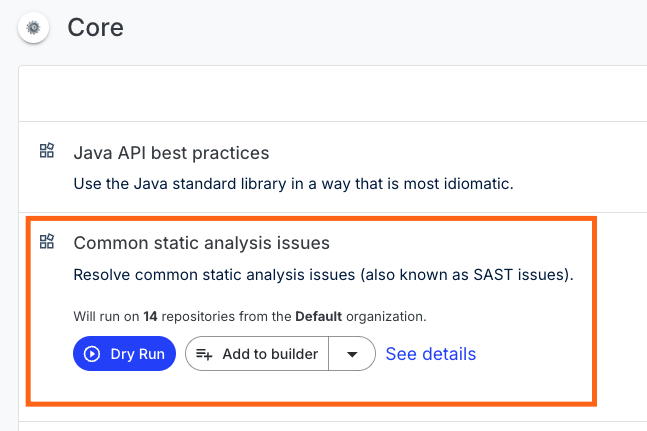 Core
Java API best practices
Use the Java standard library in a way that is most idiomatic.
Common static analysis issues
Resolve common static analysis issues (also known as SAST issues).
Will run on 14 repositories from the Default organization.
Dry Run
Add to builder
See details